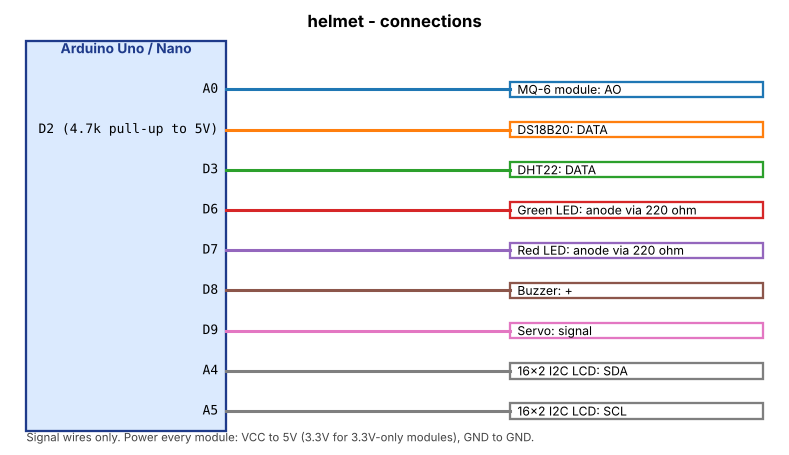 helmet - connections
Arduino Uno / Nano
A0 MQ-6 module: AO
D2 (4.7k pull-up to 5V) DS18B20: DATA
D3 DHT22: DATA
D6 Green LED: anode via 220 ohm
D7 Red LED: anode via 220 ohm
D8 Buzzer: +
D9 Servo: signal
A4 16×2 I2C LCD: SDA
A5 16×2 I2C LCD: SCL
Signal wires only. Power every module: VCC to 5V (3.3V for 3.3V-only modules), GND to GND.